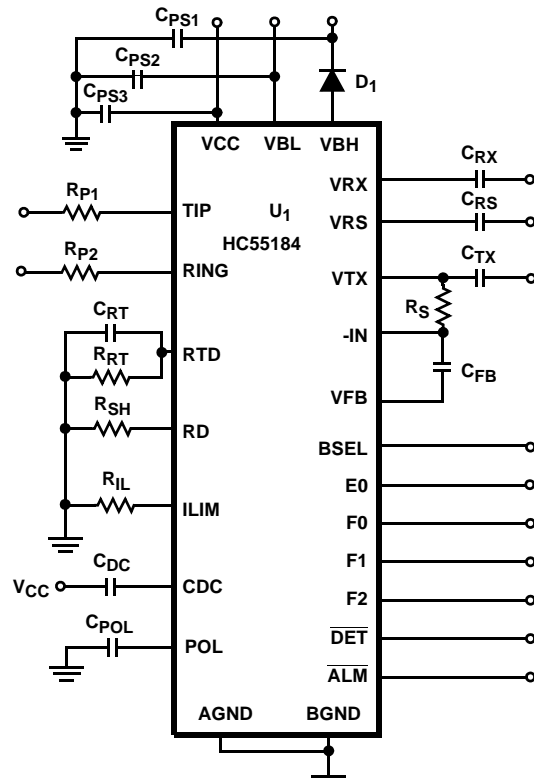 CPS1
CPS2
D1
CPS3
VCC VBL VBH
CRX
VRX
RP1
CRS
TIP
U1
VRS
HC55184
RP2
CTX
RING
VTX
RS
CRT
-IN
RTD
RRT
CFB
RSH
VFB
RD
BSEL
RIL
E0
ILIM
F0
CDC
F1
VCC
CDC
F2
CPOL
DET
POL
ALM
AGND BGND